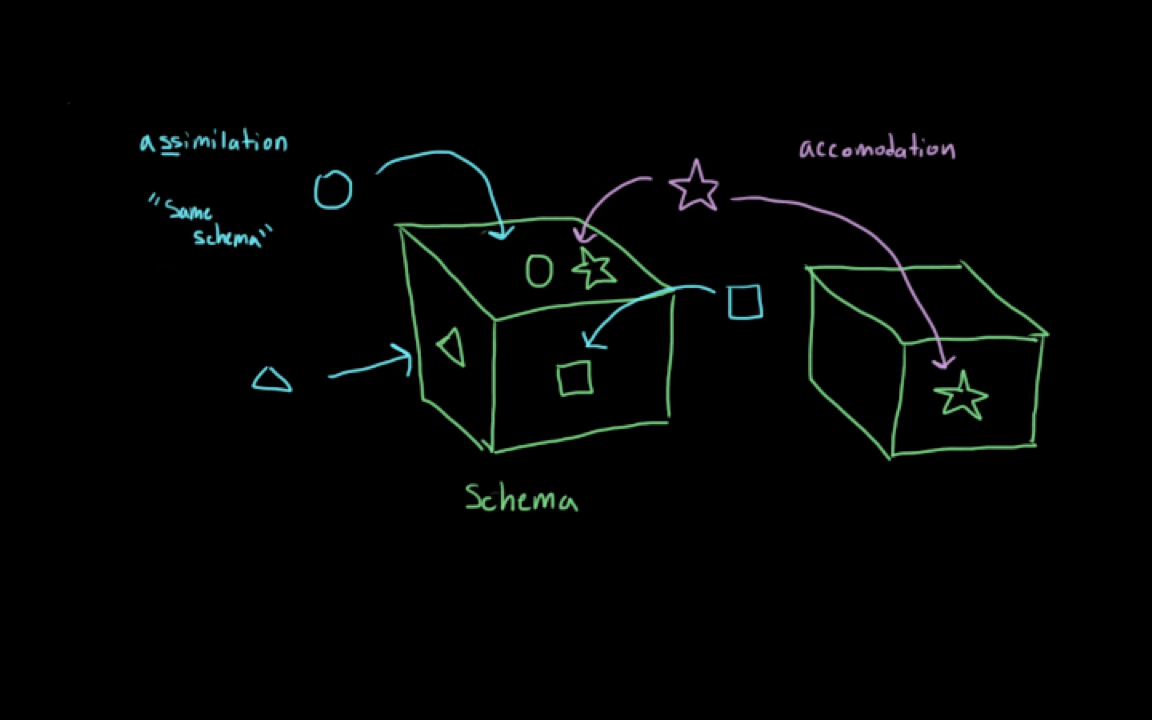 assimilation
"Same
schema"
accomodation
Schema